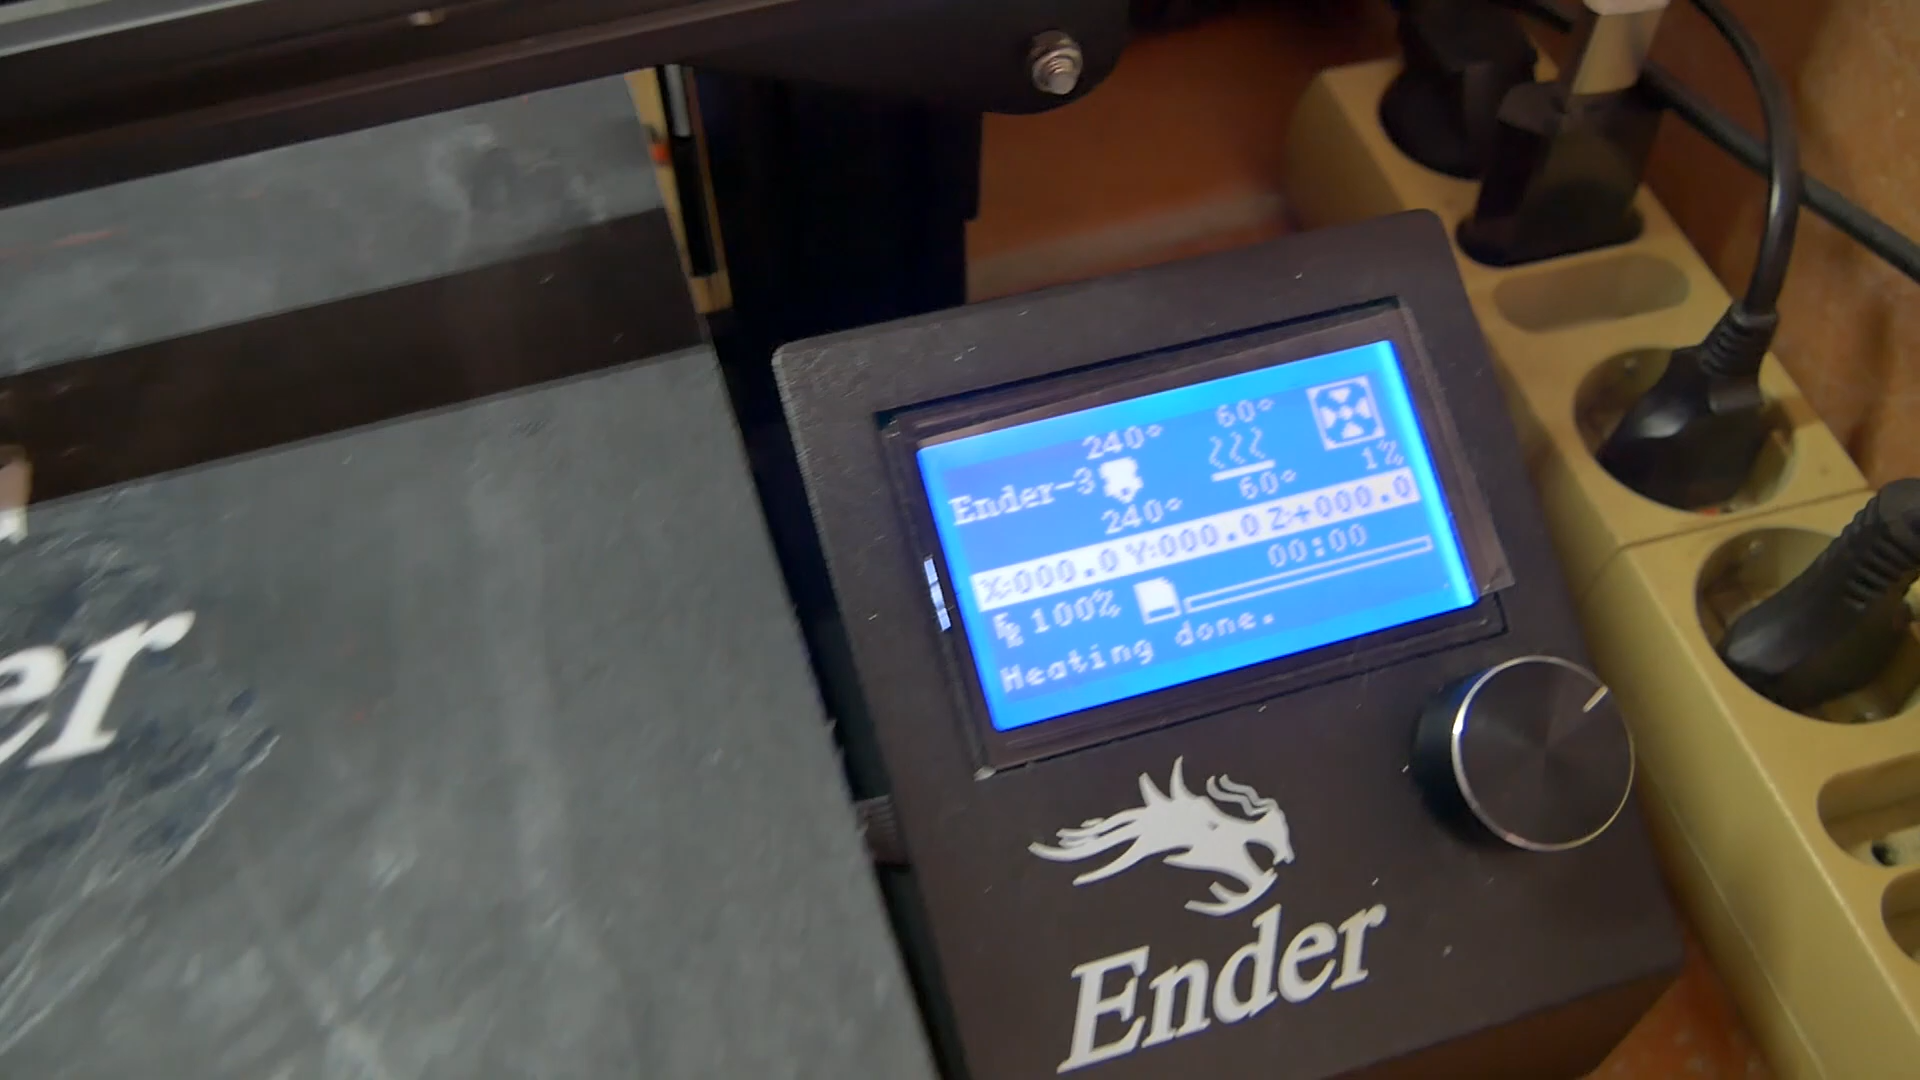 240° 60°
Ender-3
240° 60° 1%
X:000.0 Y:000.0 Z:+000.0
00:00
FR 100%
Heating done.
er
Ender